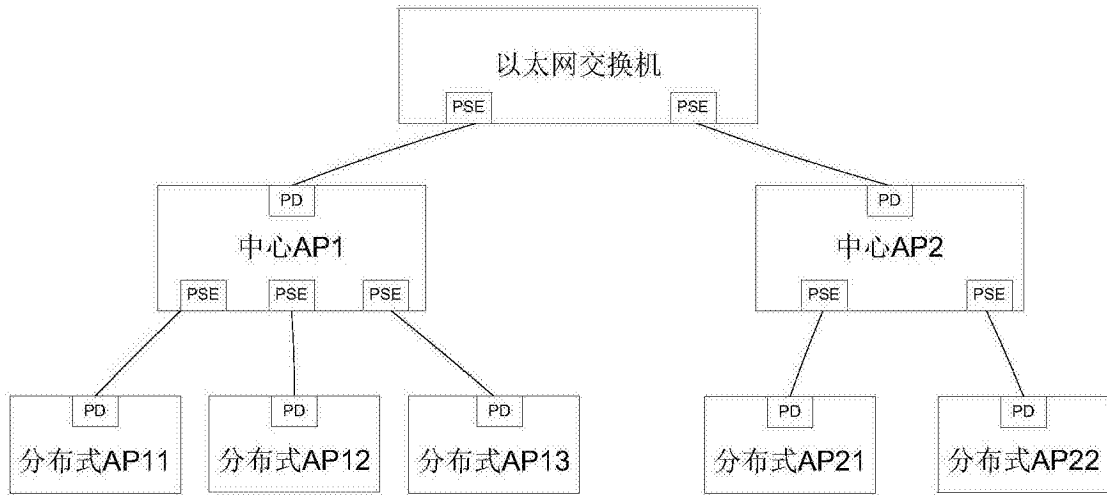 以太网交换机
PSE
PSE
PD
PD
中心AP1
中心AP2
PSE
PSE
PSE
PSE
PSE
PD
PD
PD
PD
PD
分布式AP11
分布式AP12
分布式AP13
分布式AP21
分布式AP22